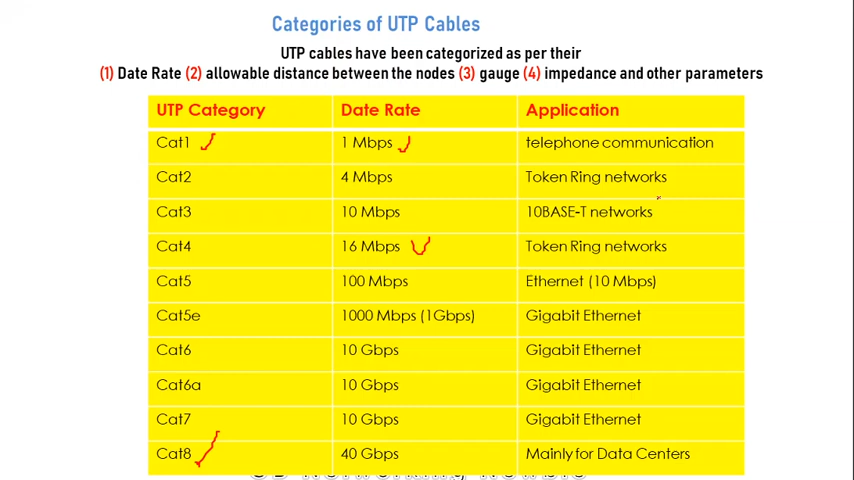 Categories of UTP Cables
UTP cables have been categorized as per their
(1) Date Rate (2) allowable distance between the nodes (3) gauge (4) impedance and other parameters
UTP Category Date Rate Application
Cat1 1 Mbps telephone communication
Cat2 4 Mbps Token Ring networks
Cat3 10 Mbps 10BASE-T networks
Cat4 16 Mbps Token Ring networks
Cat5 100 Mbps Ethernet (10 Mbps)
Cat5e 1000 Mbps (1Gbps) Gigabit Ethernet
Cat6 10 Gbps Gigabit Ethernet
Cat6a 10 Gbps Gigabit Ethernet
Cat7 10 Gbps Gigabit Ethernet
Cat8 40 Gbps Mainly for Data Centers